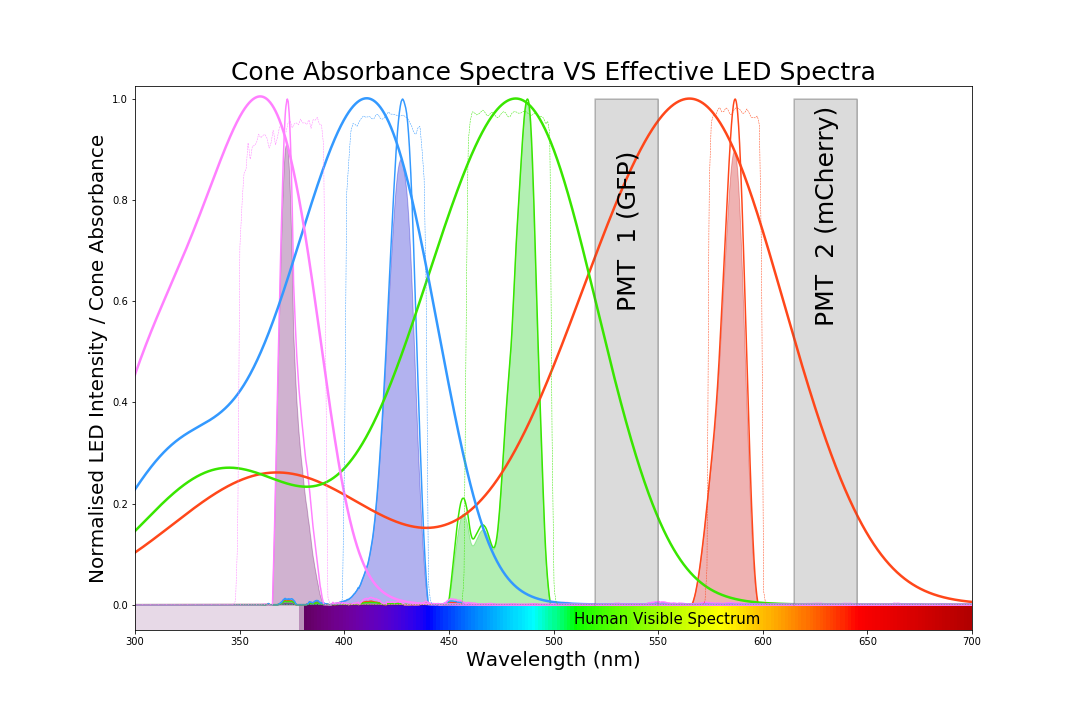 Cone Absorbance Spectra VS Effective LED Spectra
Normalised LED Intensity / Cone Absorbance
1.0
0.8
0.6
0.4
0.2
0.0
PMT 1 (GFP)
PMT 2 (mCherry)
Human Visible Spectrum
300 350 400 450 500 550 600 650 700
Wavelength (nm)